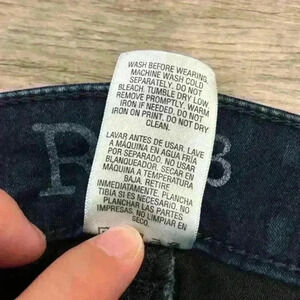 WASH BEFORE WEARING.
MACHINE WASH COLD
SEPARATELY. DO NOT
BLEACH. TUMBLE DRY LOW
REMOVE PROMPTLY. WARM
IRON IF NEEDED. DO NOT
IRON ON PRINT. DO NOT DRY
CLEAN.
LAVAR ANTES DE USAR, LAVE
A MÁQUINA EN AGUA FRÍA
POR SEPARADO. NO USAR
BLANQUEADOR. SECAR EN
MÁQUINA A TEMPERATURA
BAJA. RETIRE
INMEDIATAMENTE. PLANCHA
TIBIA SI ES NECESARIO. NO
PLANCHAR LAS PARTES
IMPRESAS. NO LIMPIAR EN
SECO.